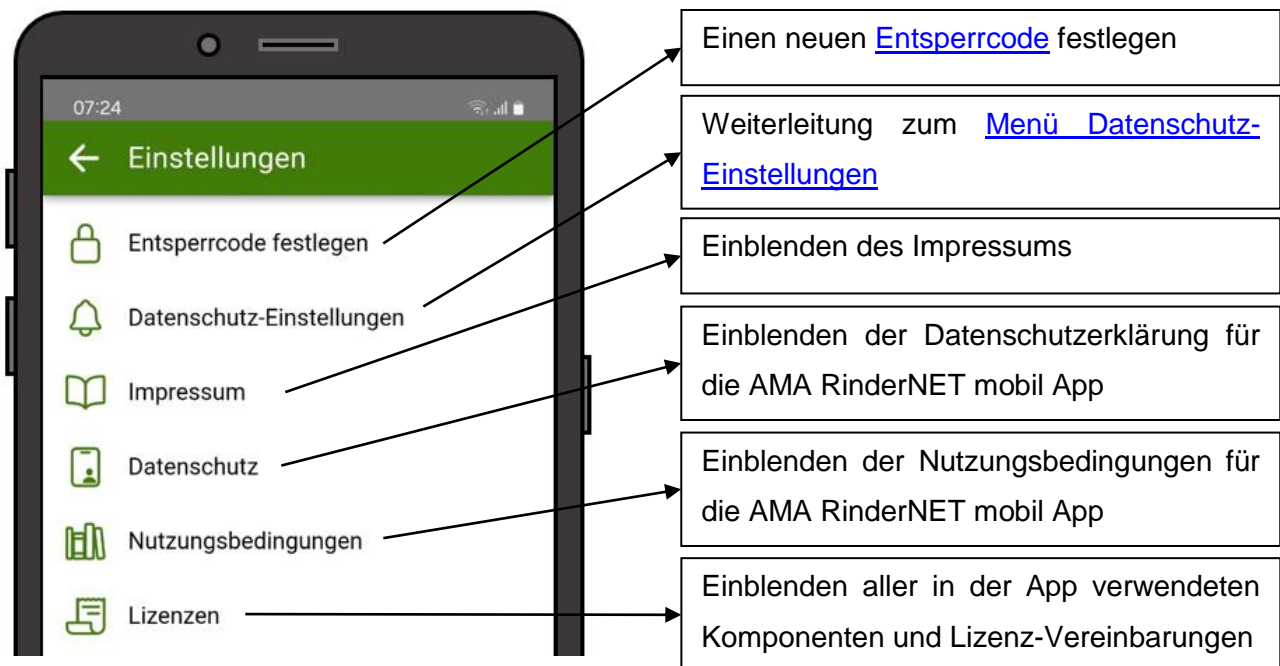 07:24
Einstellungen
Entsperrcode festlegen
Datenschutz-Einstellungen
Impressum
Datenschutz
Nutzungsbedingungen
Lizenzen
Einen neuen Entsperrcode festlegen
Weiterleitung zum Menü Datenschutz-
Einstellungen
Einblenden des Impressums
Einblenden der Datenschutzerklärung für
die AMA RinderNET mobil App
Einblenden der Nutzungsbedingungen für
die AMA RinderNET mobil App
Einblenden aller in der App verwendeten
Komponenten und Lizenz-Vereinbarungen